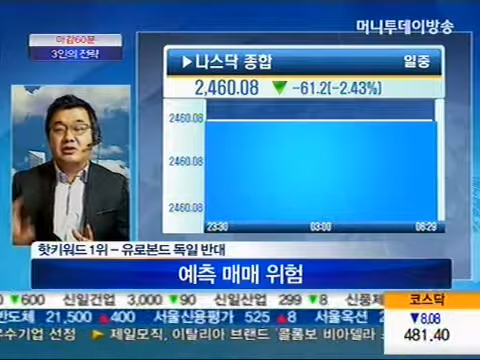 머니투데이방송
마감60분
3인의 전략
▶나스닥 종합 일중
2,460.08 ▼ -61.2(-2.43%)
2460.08
2460.08
2460.08
23:30 03:00 06:29
핫키워드 1위 - 유로본드 독일 반대
예측 매매 위험
▼600 신일건업 3,000 ▼90 신일산업 299 ▼8 신풍제
반도체 21,500 ▲400 서울신용평가 525 ▲8 서울옥션
우수기업 선정 ▶ 제일모직, 이탈리아 브랜드 '콜롬보 비아델라
코스닥
▼8.08
481.40